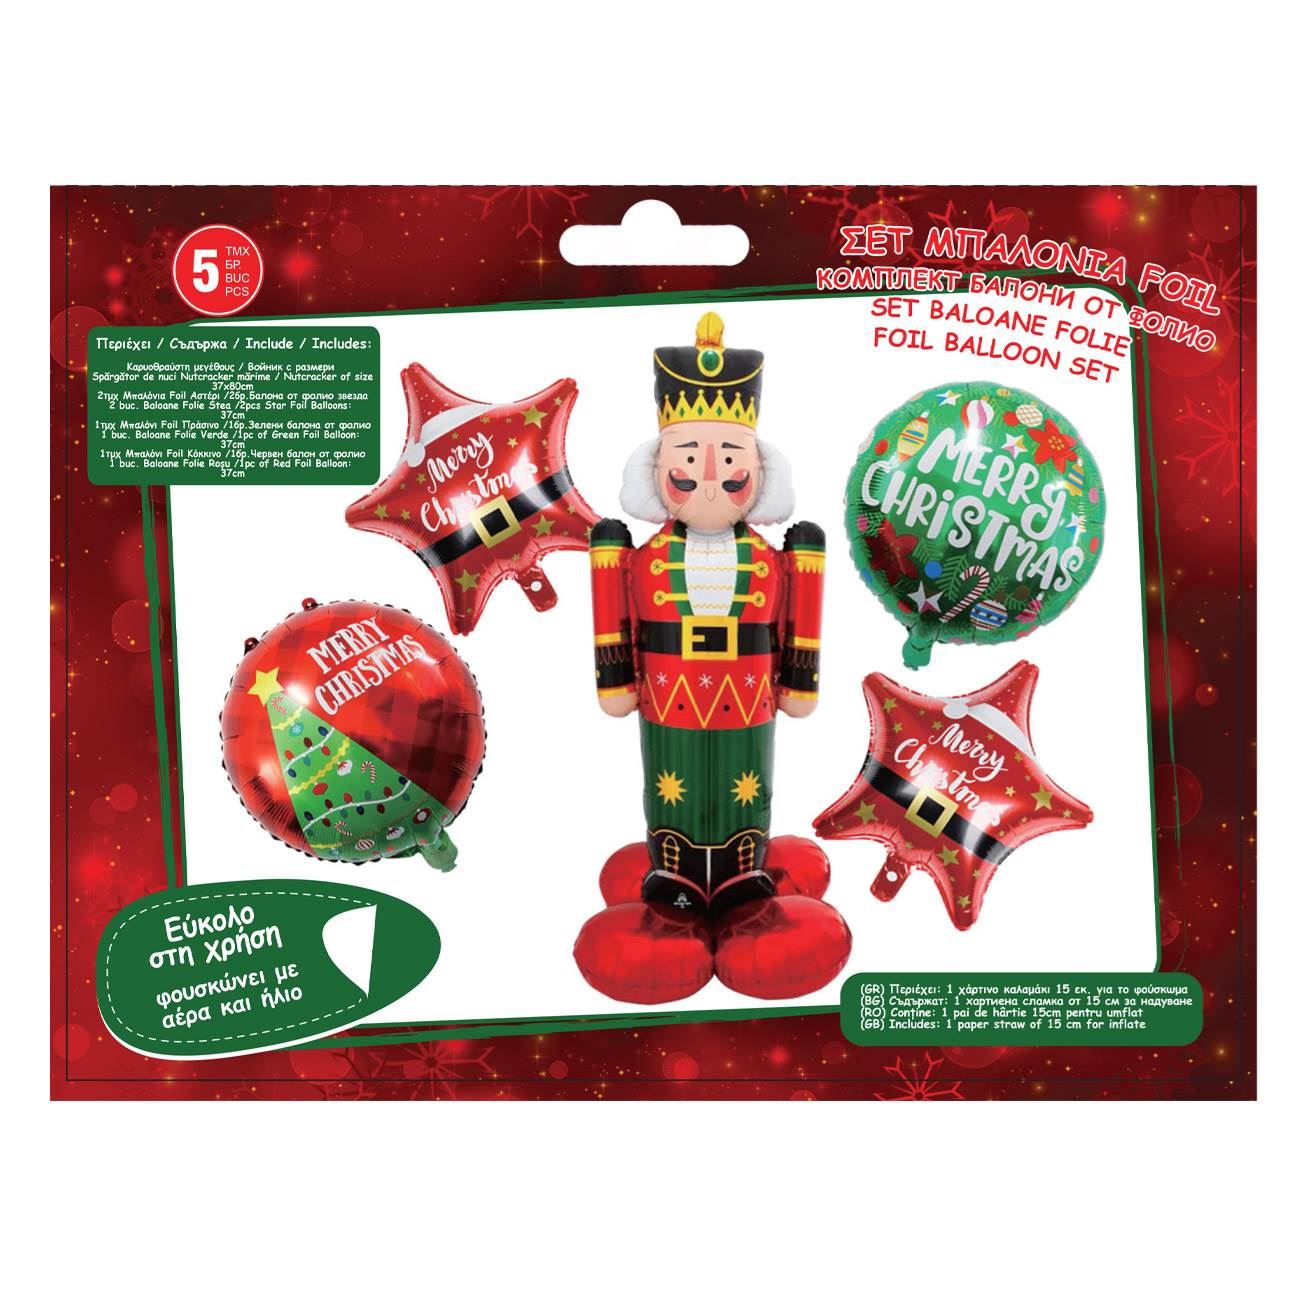 5
ΤΜΧ
БР.
BUC
PCS
ΣΕΤ ΜΠΑΛΟΝΙΑ FOIL
КОМПЛЕКТ БАЛОНИ ОТ ФОЛИО
SET BALOANE FOLIE
FOIL BALLOON SET
Περιέχει / Съдържа / Include / Includes:
Καρυοθραύστη μεγέθους / Войник с размери
Spărgător de nuci Nutcracker mărime / Nutcracker of size
37x80cm
2τμχ Μπαλόνια Foil Αστέρι /2бр.Балона от фолио звезда
2 buc. Baloane Folie Stea /2pcs Star Foil Balloons:
37cm
1τμχ Μπαλόνι Foil Πράσινο /1бр.Зелени балона от фолио
1 buc. Baloane Folie Verde /1pc of Green Foil Balloon:
37cm
1τμχ Μπαλόνι Foil Κόκκινο /1бр.Червен балон от фолио
1 buc. Baloane Folie Roșu /1pc of Red Foil Balloon:
37cm
Merry
Christmas
MERRY
CHRISTMAS
MERRY
CHRISTMAS
Merry
Christmas
Εύκολο
στη χρήση
φουσκώνει με
αέρα και ήλιο
(GR) Περιέχει: 1 χάρτινο καλαμάκι 15 εκ. για το φούσκωμα
(BG) Съдържат: 1 хартиена сламка от 15 см за надуване
(RO) Conține: 1 pai de hârtie 15cm pentru umflat
(GB) Includes: 1 paper straw of 15 cm for inflate